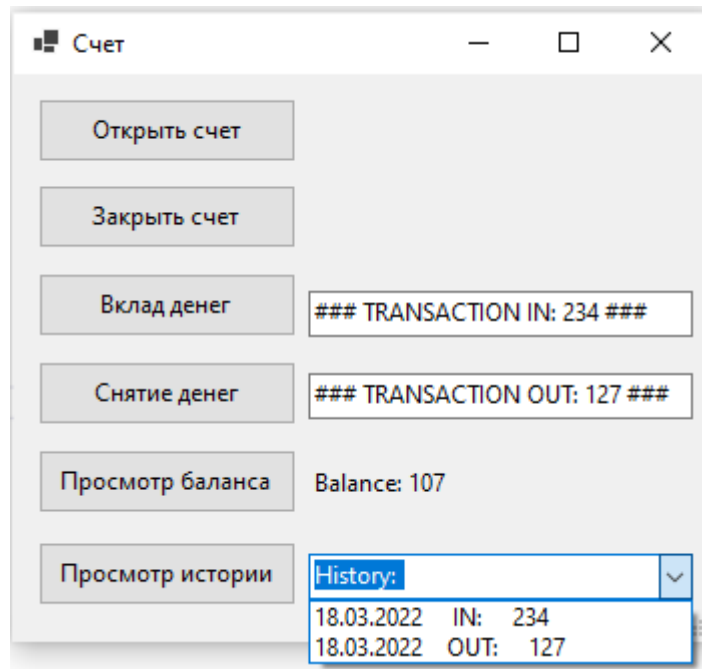 Счет
Открыть счет
Закрыть счет
Вклад денег
### TRANSACTION IN: 234 ###
Снятие денег
### TRANSACTION OUT: 127 ###
Просмотр баланса
Balance: 107
Просмотр истории
History:
18.03.2022 IN: 234
18.03.2022 OUT: 127